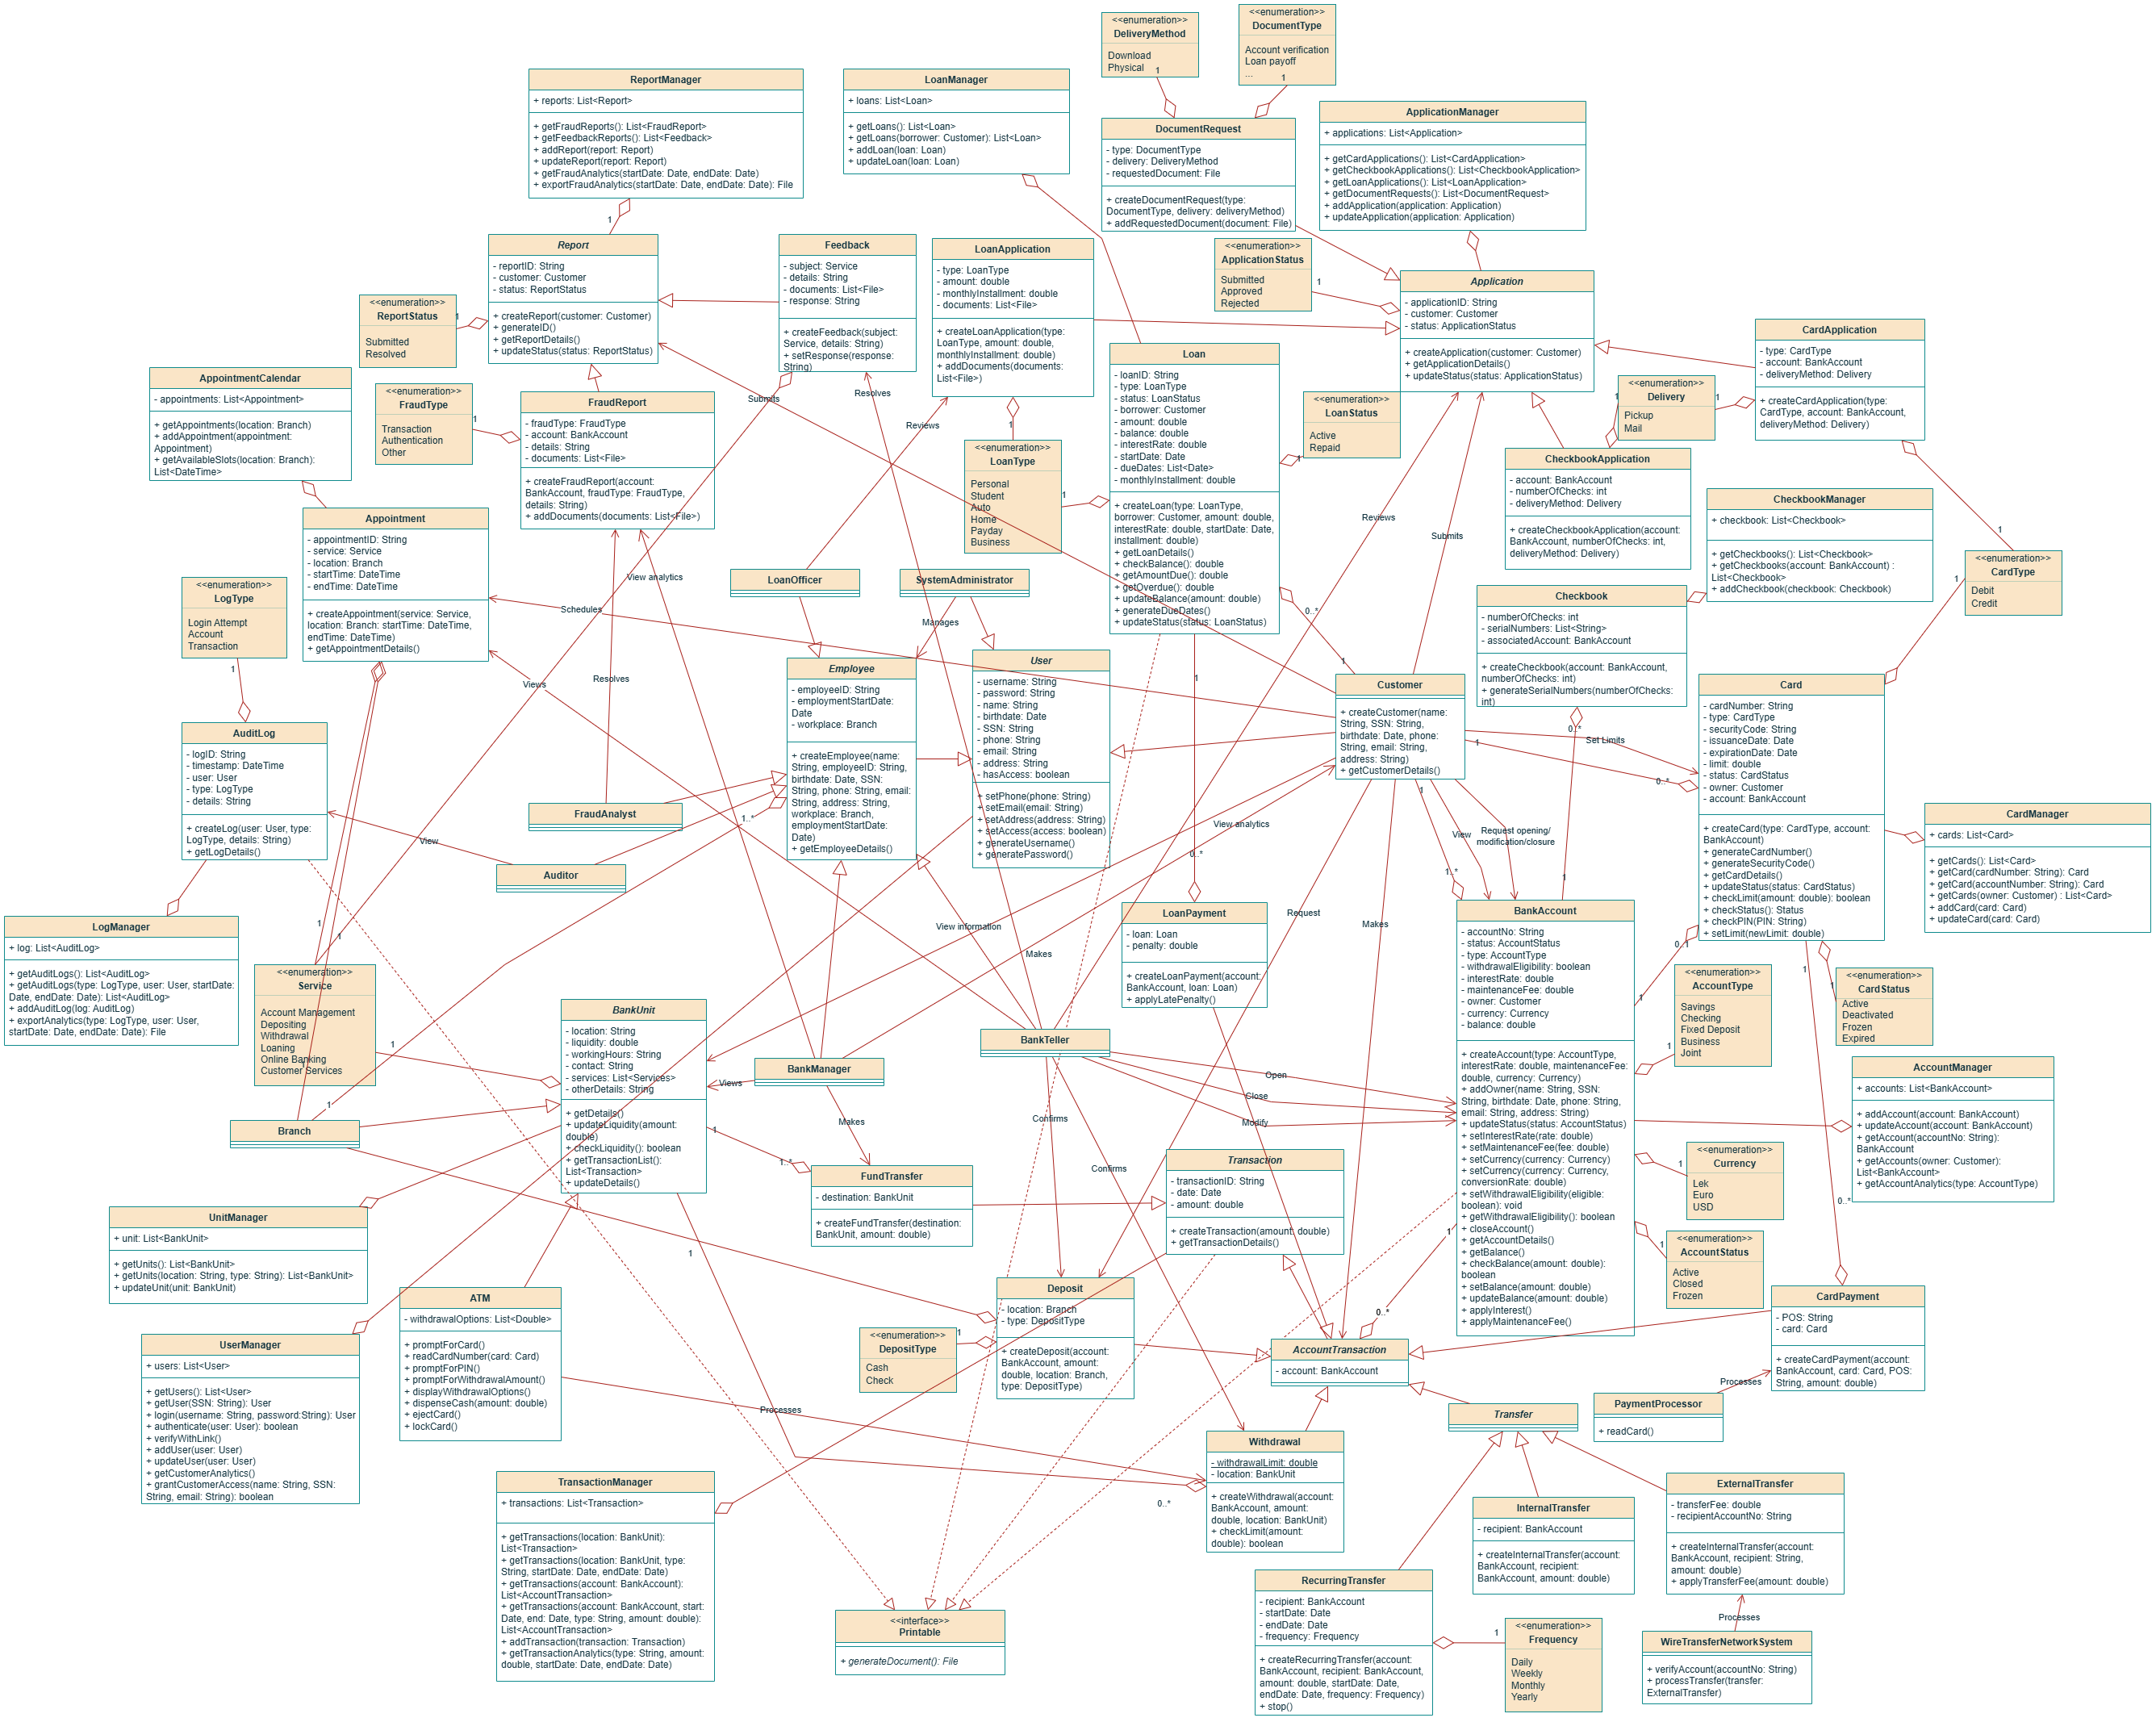 <<enumeration>>
DeliveryMethod
Download
Physical
1
<<enumeration>>
DocumentType
Account verification
Loan payoff
...
1
ReportManager
+ reports: List<Report>
+ getFraudReports(): List<FraudReport>
+ getFeedbackReports(): List<Feedback>
+ addReport(report: Report)
+ updateReport(report: Report)
+ getFraudAnalytics(startDate: Date, endDate: Date)
+ exportFraudAnalytics(startDate: Date, endDate: Date): File
1
LoanManager
+ loans: List<Loan>
+ getLoans(): List<Loan>
+ getLoans(borrower: Customer): List<Loan>
+ addLoan(loan: Loan)
+ updateLoan(loan: Loan)
DocumentRequest
- type: DocumentType
- delivery: DeliveryMethod
- requestedDocument: File
+ createDocumentRequest(type:
DocumentType, delivery: deliveryMethod)
+ addRequestedDocument(document: File)
ApplicationManager
+ applications: List<Application>
+ getCardApplications(): List<CardApplication>
+ getCheckbookApplications(): List<CheckbookApplication>
+ getLoanApplications(): List<LoanApplication>
+ getDocumentRequests(): List<DocumentRequest>
+ addApplication(application: Application)
+ updateApplication(application: Application)
Report
- reportID: String
- customer: Customer
- status: ReportStatus
+ createReport(customer: Customer)
+ generateID()
+ getReportDetails()
+ updateStatus(status: ReportStatus)
Feedback
- subject: Service
- details: String
- documents: List<File>
- response: String
+ createFeedback(subject:
Service, details: String)
+ setResponse(response:
String)
LoanApplication
- type: LoanType
- amount: double
- monthlyInstallment: double
- documents: List<File>
+ createLoanApplication(type:
LoanType, amount: double,
monthlyInstallment: double)
+ addDocuments(documents:
List<File>)
1
<<enumeration>>
ApplicationStatus
Submitted
Approved
Rejected
1
Application
- applicationID: String
- customer: Customer
- status: ApplicationStatus
+ createApplication(customer: Customer)
+ getApplicationDetails()
+ updateStatus(status: ApplicationStatus)
<<enumeration>>
ReportStatus
Submitted
Resolved
1
CardApplication
- type: CardType
- account: BankAccount
- deliveryMethod: Delivery
+ createCardApplication(type:
CardType, account: BankAccount,
deliveryMethod: Delivery)
1
<<enumeration>>
Delivery
Pickup
Mail
1
1
AppointmentCalendar
- appointments: List<Appointment>
+ getAppointments(location: Branch)
+ addAppointment(appointment:
Appointment)
+ getAvailableSlots(location: Branch):
List<DateTime>
<<enumeration>>
FraudType
Transaction
Authentication
Other
1
FraudReport
- fraudType: FraudType
- account: BankAccount
- details: String
- documents: List<File>
+ createFraudReport(account:
BankAccount, fraudType: FraudType,
details: String)
+ addDocuments(documents: List<File>)
Submits
Resolves
Reviews
Loan
- loanID: String
- type: LoanType
- status: LoanStatus
- borrower: Customer
- amount: double
- balance: double
- interestRate: double
- startDate: Date
- dueDates: List<Date>
- monthlyInstallment: double
+ createLoan(type: LoanType,
borrower: Customer, amount: double,
interestRate: double, startDate: Date,
installment: double)
+ getLoanDetails()
+ checkBalance(): double
+ getAmountDue(): double
+ getOverdue(): double
+ updateBalance(amount: double)
+ generateDueDates()
+ updateStatus(status: LoanStatus)
0..*
1
1
<<enumeration>>
LoanStatus
Active
Repaid
1
<<enumeration>>
LoanType
Personal
Student
Auto
Home
Payday
Business
1
Reviews
Submits
CheckbookApplication
- account: BankAccount
- numberOfChecks: int
- deliveryMethod: Delivery
+ createCheckbookApplication(account:
BankAccount, numberOfChecks: int,
deliveryMethod: Delivery)
CheckbookManager
+ checkbook: List<Checkbook>
+ getCheckbooks(): List<Checkbook>
+ getCheckbooks(account: BankAccount) :
List<Checkbook>
+ addCheckbook(checkbook: Checkbook)
<<enumeration>>
CardType
Debit
Credit
1
Checkbook
- numberOfChecks: int
- serialNumbers: List<String>
- associatedAccount: BankAccount
+ createCheckbook(account: BankAccount,
numberOfChecks: int)
+ generateSerialNumbers(numberOfChecks:
int)
0..*
1
Appointment
- appointmentID: String
- service: Service
- location: Branch
- startTime: DateTime
- endTime: DateTime
+ createAppointment(service: Service,
location: Branch: startTime: DateTime,
endTime: DateTime)
+ getAppointmentDetails()
<<enumeration>>
LogType
Login Attempt
Account
Transaction
1
View analytics
Schedules
Resolves
Views
LoanOfficer
SystemAdministrator
Manages
Employee
- employeeID: String
- employmentStartDate:
Date
- workplace: Branch
+ createEmployee(name:
String, employeeID: String,
birthdate: Date, SSN:
String, phone: String, email:
String, address: String,
workplace: Branch,
employmentStartDate:
Date)
+ getEmployeeDetails()
1..*
User
- username: String
- password: String
- name: String
- birthdate: Date
- SSN: String
- phone: String
- email: String
- address: String
- hasAccess: boolean
+ setPhone(phone: String)
+ setEmail(email: String)
+ setAddress(address: String)
+ setAccess(access: boolean)
+ generateUsername()
+ generatePassword()
Customer
+ createCustomer(name:
String, SSN: String,
birthdate: Date, phone:
String, email: String,
address: String)
+ getCustomerDetails()
1
Set Limits
0..*
1
View
Request opening/
modification/closure
1..*
Card
- cardNumber: String
- type: CardType
- securityCode: String
- issuanceDate: Date
- expirationDate: Date
- limit: double
- status: CardStatus
- owner: Customer
- account: BankAccount
+ createCard(type: CardType, account:
BankAccount)
+ generateCardNumber()
+ generateSecurityCode()
+ getCardDetails()
+ updateStatus(status: CardStatus)
+ checkLimit(amount: double): boolean
+ checkStatus(): Status
+ checkPIN(PIN: String)
+ setLimit(newLimit: double)
0..1
1
1
CardManager
+ cards: List<Card>
+ getCards(): List<Card>
+ getCard(cardNumber: String): Card
+ getCard(accountNumber: String): Card
+ getCards(owner: Customer) : List<Card>
+ addCard(card: Card)
+ updateCard(card: Card)
AuditLog
- logID: String
- timestamp: DateTime
- user: User
- type: LogType
- details: String
+ createLog(user: User, type:
LogType, details: String)
+ getLogDetails()
View
Auditor
FraudAnalyst
View analytics
0..*
Request
Makes
LogManager
+ log: List<AuditLog>
+ getAuditLogs(): List<AuditLog>
+ getAuditLogs(type: LogType, user: User, startDate:
Date, endDate: Date): List<AuditLog>
+ addAuditLog(log: AuditLog)
+ exportAnalytics(type: LogType, user: User,
startDate: Date, endDate: Date): File
1
1
<<enumeration>>
Service
Account Management
Depositing
Withdrawal
Loaning
Online Banking
Customer Services
1
1
1
Branch
BankUnit
- location: String
- liquidity: double
- workingHours: String
- contact: String
- services: List<Services>
- otherDetails: String
+ getDetails()
+ updateLiquidity(amount:
double)
+ checkLiquidity(): boolean
+ getTransactionList():
List<Transaction>
+ updateDetails()
1
1
View information
Makes
BankManager
Views
Makes
BankTeller
Open
Close
Modify
Confirms
Confirms
LoanPayment
- loan: Loan
- penalty: double
+ createLoanPayment(account:
BankAccount, loan: Loan)
+ applyLatePenalty()
BankAccount
- accountNo: String
- status: AccountStatus
- type: AccountType
- withdrawalEligibility: boolean
- interestRate: double
- maintenanceFee: double
- owner: Customer
- currency: Currency
- balance: double
+ createAccount(type: AccountType,
interestRate: double, maintenanceFee:
double, currency: Currency)
+ addOwner(name: String, SSN:
String, birthdate: Date, phone: String,
email: String, address: String)
+ updateStatus(status: AccountStatus)
+ setInterestRate(rate: double)
+ setMaintenanceFee(fee: double)
+ setCurrency(currency: Currency)
+ setCurrency(currency: Currency,
conversionRate: double)
+ setWithdrawalEligibility(eligible:
boolean): void
+ getWithdrawalEligibility(): boolean
+ closeAccount()
+ getAccountDetails()
+ getBalance()
+ checkBalance(amount: double):
boolean
+ setBalance(amount: double)
+ updateBalance(amount: double)
+ applyInterest()
+ applyMaintenanceFee()
1
0..*
<<enumeration>>
AccountType
Savings
Checking
Fixed Deposit
Business
Joint
1
<<enumeration>>
CardStatus
Active
Deactivated
Frozen
Expired
1
AccountManager
+ accounts: List<BankAccount>
+ addAccount(account: BankAccount)
+ updateAccount(account: BankAccount)
+ getAccount(accountNo: String):
BankAccount
+ getAccounts(owner: Customer):
List<BankAccount>
+ getAccountAnalytics(type: AccountType)
<<enumeration>>
Currency
Lek
Euro
USD
1
<<enumeration>>
AccountStatus
Active
Closed
Frozen
1
0..*
UnitManager
+ unit: List<BankUnit>
+ getUnits(): List<BankUnit>
+ getUnits(location: String, type: String): List<BankUnit>
+ updateUnit(unit: BankUnit)
1..*
FundTransfer
- destination: BankUnit
+ createFundTransfer(destination:
BankUnit, amount: double)
Transaction
- transactionID: String
- date: Date
- amount: double
+ createTransaction(amount: double)
+ getTransactionDetails()
ATM
- withdrawalOptions: List<Double>
+ promptForCard()
+ readCardNumber(card: Card)
+ promptForPIN()
+ promptForWithdrawalAmount()
+ displayWithdrawalOptions()
+ dispenseCash(amount: double)
+ ejectCard()
+ lockCard()
Processes
UserManager
+ users: List<User>
+ getUsers(): List<User>
+ getUser(SSN: String): User
+ login(username: String, password:String): User
+ authenticate(user: User): boolean
+ verifyWithLink()
+ addUser(user: User)
+ updateUser(user: User)
+ getCustomerAnalytics()
+ grantCustomerAccess(name: String, SSN:
String, email: String): boolean
Deposit
- location: Branch
- type: DepositType
+ createDeposit(account:
BankAccount, amount:
double, location: Branch,
type: DepositType)
<<enumeration>>
DepositType
Cash
Check
1
AccountTransaction
- account: BankAccount
CardPayment
- POS: String
- card: Card
+ createCardPayment(account:
BankAccount, card: Card, POS:
String, amount: double)
Processes
PaymentProcessor
+ readCard()
Transfer
Withdrawal
- withdrawalLimit: double
- location: BankUnit
+ createWithdrawal(account:
BankAccount, amount:
double, location: BankUnit)
+ checkLimit(amount:
double): boolean
0..*
TransactionManager
+ transactions: List<Transaction>
+ getTransactions(location: BankUnit):
List<Transaction>
+ getTransactions(location: BankUnit, type:
String, startDate: Date, endDate: Date)
+ getTransactions(account: BankAccount):
List<AccountTransaction>
+ getTransactions(account: BankAccount, start:
Date, end: Date, type: String, amount: double):
List<AccountTransaction>
+ addTransaction(transaction: Transaction)
+ getTransactionAnalytics(type: String, amount:
double, startDate: Date, endDate: Date)
InternalTransfer
- recipient: BankAccount
+ createInternalTransfer(account:
BankAccount, recipient:
BankAccount, amount: double)
ExternalTransfer
- transferFee: double
- recipientAccountNo: String
+ createInternalTransfer(account:
BankAccount, recipient: String,
amount: double)
+ applyTransferFee(amount: double)
Processes
RecurringTransfer
- recipient: BankAccount
- startDate: Date
- endDate: Date
- frequency: Frequency
+ createRecurringTransfer(account:
BankAccount, recipient: BankAccount,
amount: double, startDate: Date,
endDate: Date, frequency: Frequency)
+ stop()
<<enumeration>>
Frequency
Daily
Weekly
Monthly
Yearly
1
WireTransferNetworkSystem
+ verifyAccount(accountNo: String)
+ processTransfer(transfer:
ExternalTransfer)
<<interface>>
Printable
+ generateDocument(): File